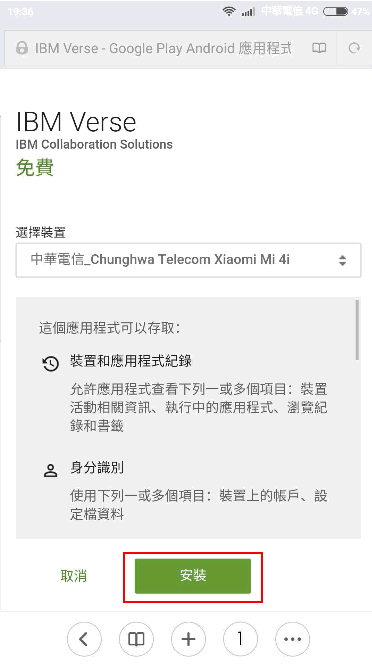 19:36 中華電信 4G 47%
IBM Verse - Google Play Android 應用程式
IBM Verse
IBM Collaboration Solutions
免費
選擇裝置
中華電信_Chunghwa Telecom Xiaomi Mi 4i
這個應用程式可以存取：
裝置和應用程式紀錄
允許應用程式查看下列一或多個項目：裝置
活動相關資訊、執行中的應用程式、瀏覽紀
錄和書籤
身分識別
使用下列一或多個項目：裝置上的帳戶、設
定檔資料
取消 安裝
1